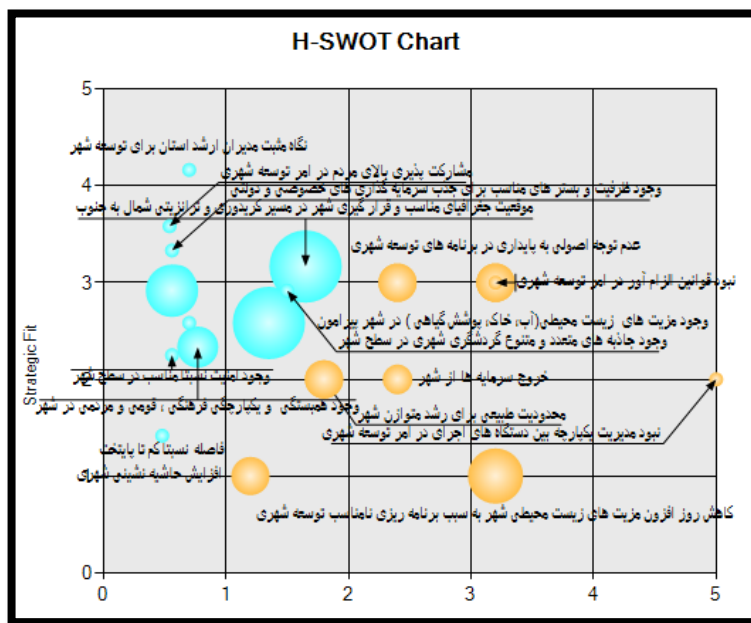 H-SWOT Chart
نگاه مثبت مدیران ارشد استان برای توسعه شهر
مشارکت پذیری بالای مردم در امر توسعه شهری
وجود ظرفیت و بستر های مناسب برای جذب سرمایه گذاری های خصوصی و دولتی
موقعیت جغرافیای مناسب و قرار گیری شهر در مسیر کریدوری و ترانزیتی شمال به جنوب
عدم توجه اصولی به پایداری در برنامه های توسعه شهری
نبود قوانین الزام آور در امر توسعه شهری
وجود مزیت های زیست محیطی(آب، خاک، پوشش گیاهی ) در شهر پیرامون
وجود جاذبه های متعدد و متنوع گردشگری شهری در سطح شهر
وجود امنیت نسبتا مناسب در سطح شهر
خروج سرمایه ها از شهر
وجود همبستگی و یکپارچگی فرهنگی ، قومی و مردمی در شهر
محدودیت طبیعی برای رشد متوازن شهر
نبود مدیریت یکپارچه بین دستگاه های اجرای در امر توسعه شهری
فاصله نسبتا کم تا پایتخت
افزایش حاشیه نشینی شهری
کاهش روز افزون مزیت های زیست محیطی شهر به سبب برنامه ریزی نامناسب توسعه شهری
Strategic Fit
5
4
3
2
1
0
0 1 2 3 4 5